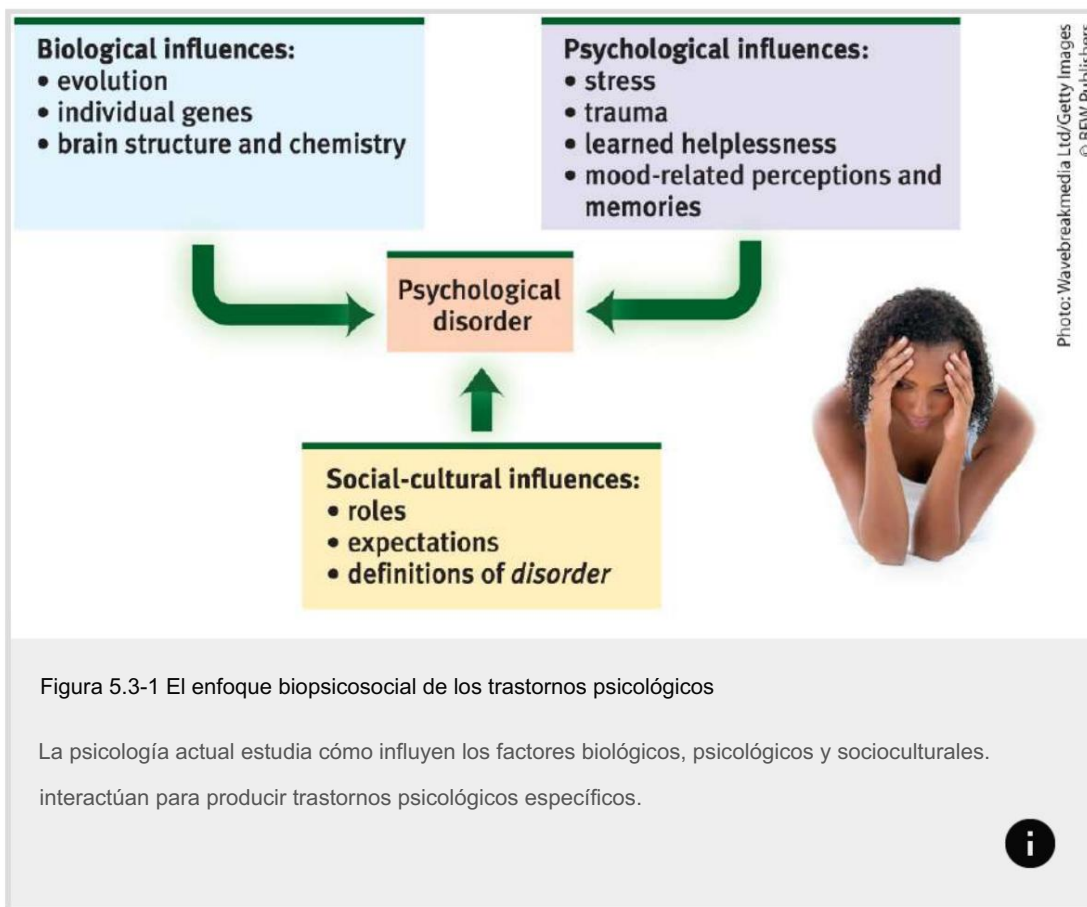 Biological influences:
• evolution
• individual genes
• brain structure and chemistry
Psychological influences:
• stress
• trauma
• learned helplessness
• mood-related perceptions and
memories
Photo: Wavebreakmedia Ltd/Getty Images
© BFW Publishers
Psychological
disorder
Social-cultural influences:
• roles
• expectations
• definitions of disorder
Figura 5.3-1 El enfoque biopsicosocial de los trastornos psicológicos
La psicología actual estudia cómo influyen los factores biológicos, psicológicos y socioculturales.
interactúan para producir trastornos psicológicos específicos.
i